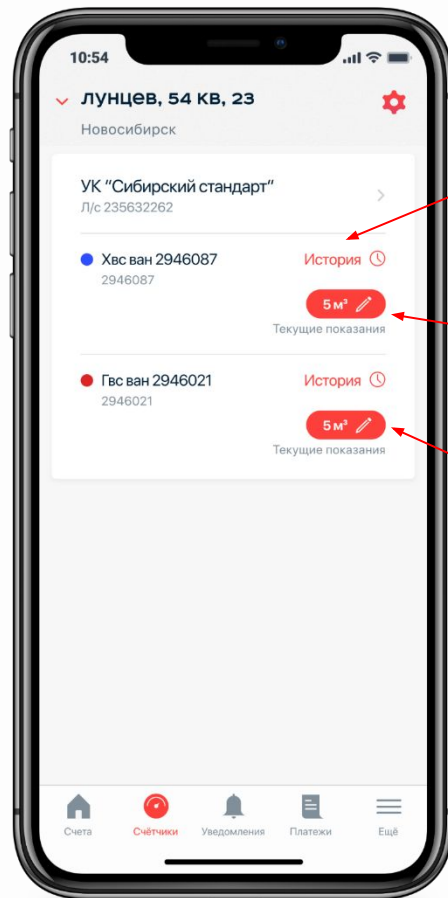 10:54
лунцев, 54 кв, 23
Новосибирск
УК "Сибирский стандарт"
Л/с 235632262
Хвс ван 2946087
История
2946087
5 м³
Текущие показания
Гвс ван 2946021
История
2946021
5 м³
Текущие показания
Счета Счётчики Уведомления Платежи Ещё